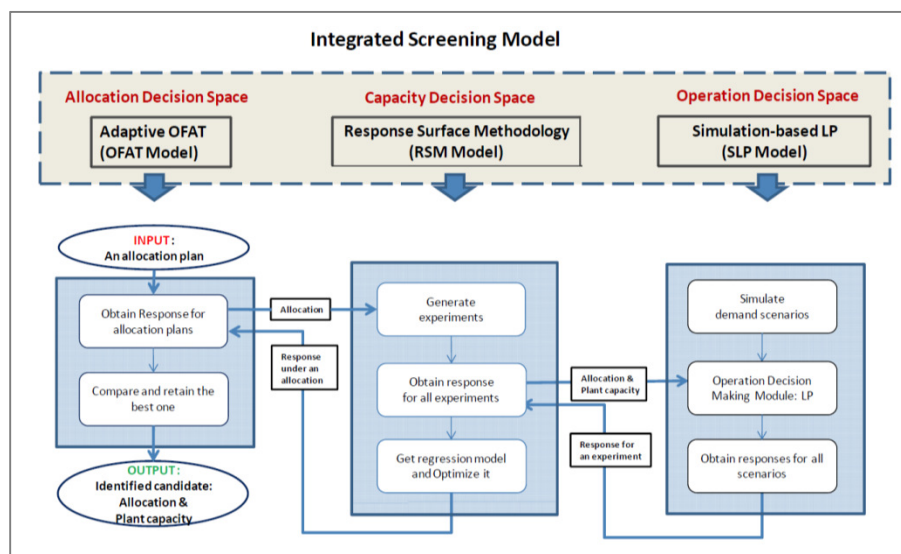 Integrated Screening Model
Allocation Decision Space
Adaptive OFAT
(OFAT Model)
Capacity Decision Space
Response Surface Methodology
(RSM Model)
Operation Decision Space
Simulation-based LP
(SLP Model)
INPUT:
An allocation plan
Obtain Response for
allocation plans
Compare and retain the
best one
OUTPUT:
Identified candidate:
Allocation &
Plant capacity
Allocation
Response
under an
allocation
Generate
experiments
Obtain response
for all experiments
Get regression model
and Optimize it
Allocation &
Plant capacity
Response for
an experiment
Simulate
demand scenarios
Operation Decision
Making Module: LP
Obtain responses for all
scenarios